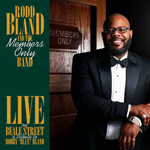 RODD
BLAND
AND THE
Members
Only
BAND
MEMBERS
ONLY
LIVE
ON
BEALE STREET
A Tribute to
BOBBY "BLUE" BLAND